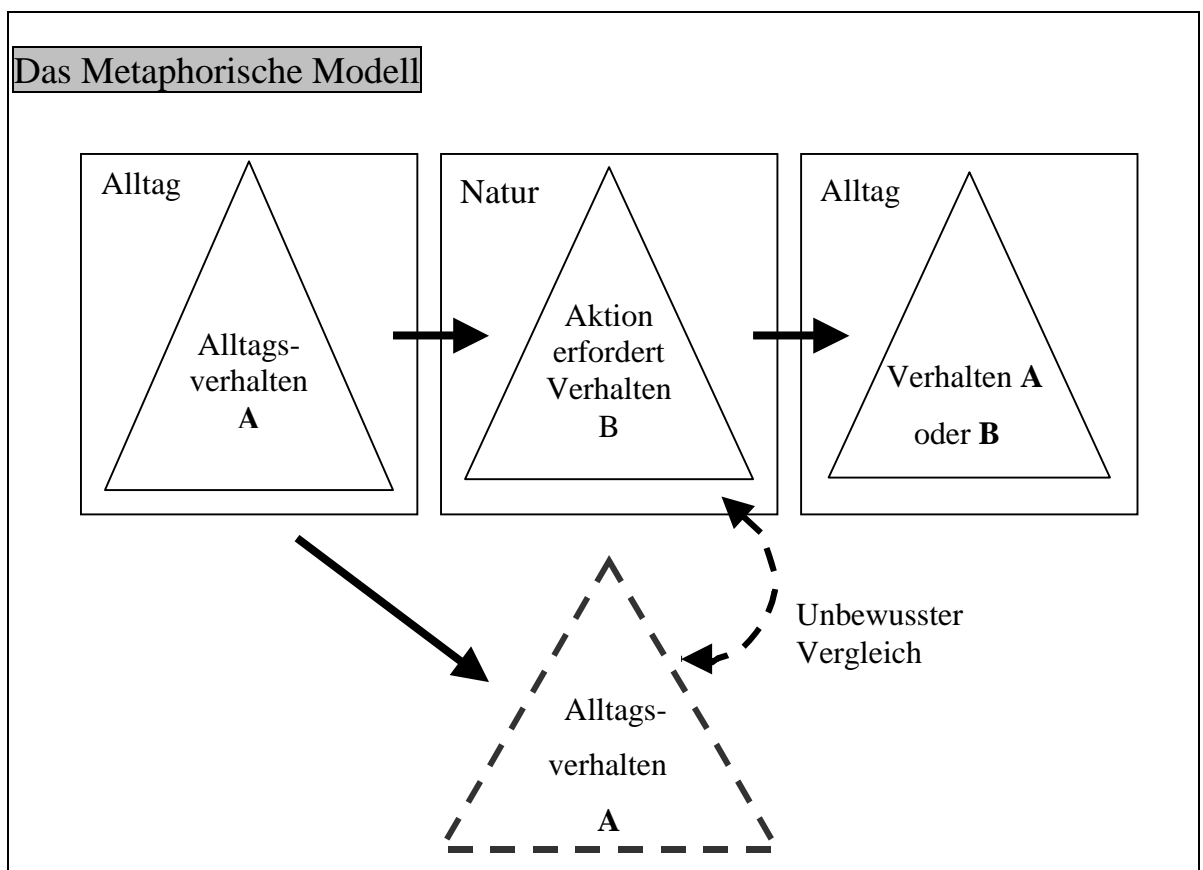 Das Metaphorische Modell
Alltag
Alltags-
verhalten
A
Natur
Aktion
erfordert
Verhalten
B
Alltag
Verhalten A
oder B
Unbewusster
Vergleich
Alltags-
verhalten
A